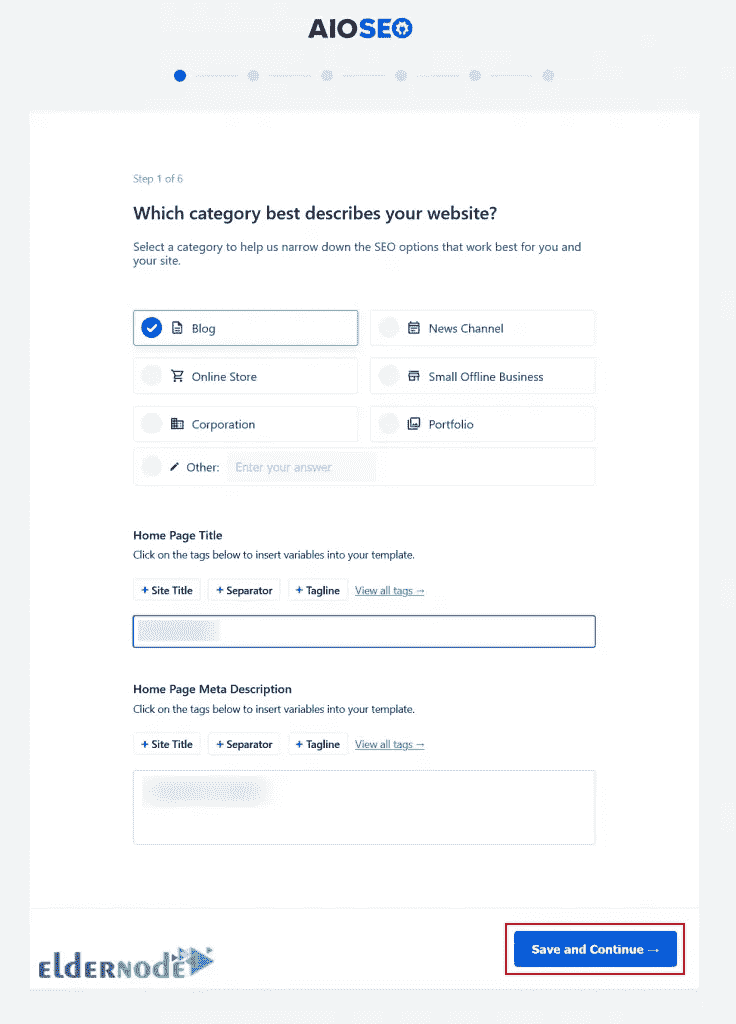 AIOSEO
Step 1 of 6
Which category best describes your website?
Select a category to help us narrow down the SEO options that work best for you and
your site.
Blog
News Channel
Online Store
Small Offline Business
Corporation
Portfolio
Other: Enter your answer
Home Page Title
Click on the tags below to insert variables into your template.
+ Site Title + Separator + Tagline View all tags →
Home Page Meta Description
Click on the tags below to insert variables into your template.
+ Site Title + Separator + Tagline View all tags →
Save and Continue →
eldernode